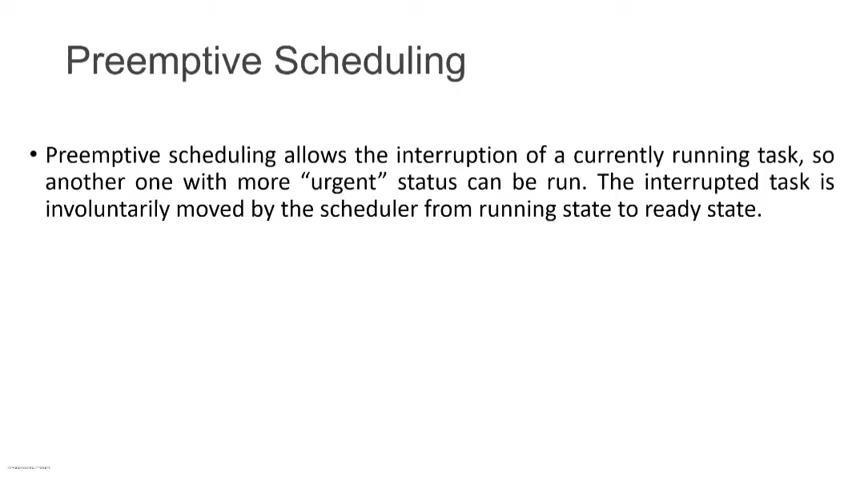 Preemptive Scheduling
• Preemptive scheduling allows the interruption of a currently running task, so
another one with more “urgent” status can be run. The interrupted task is
involuntarily moved by the scheduler from running state to ready state.